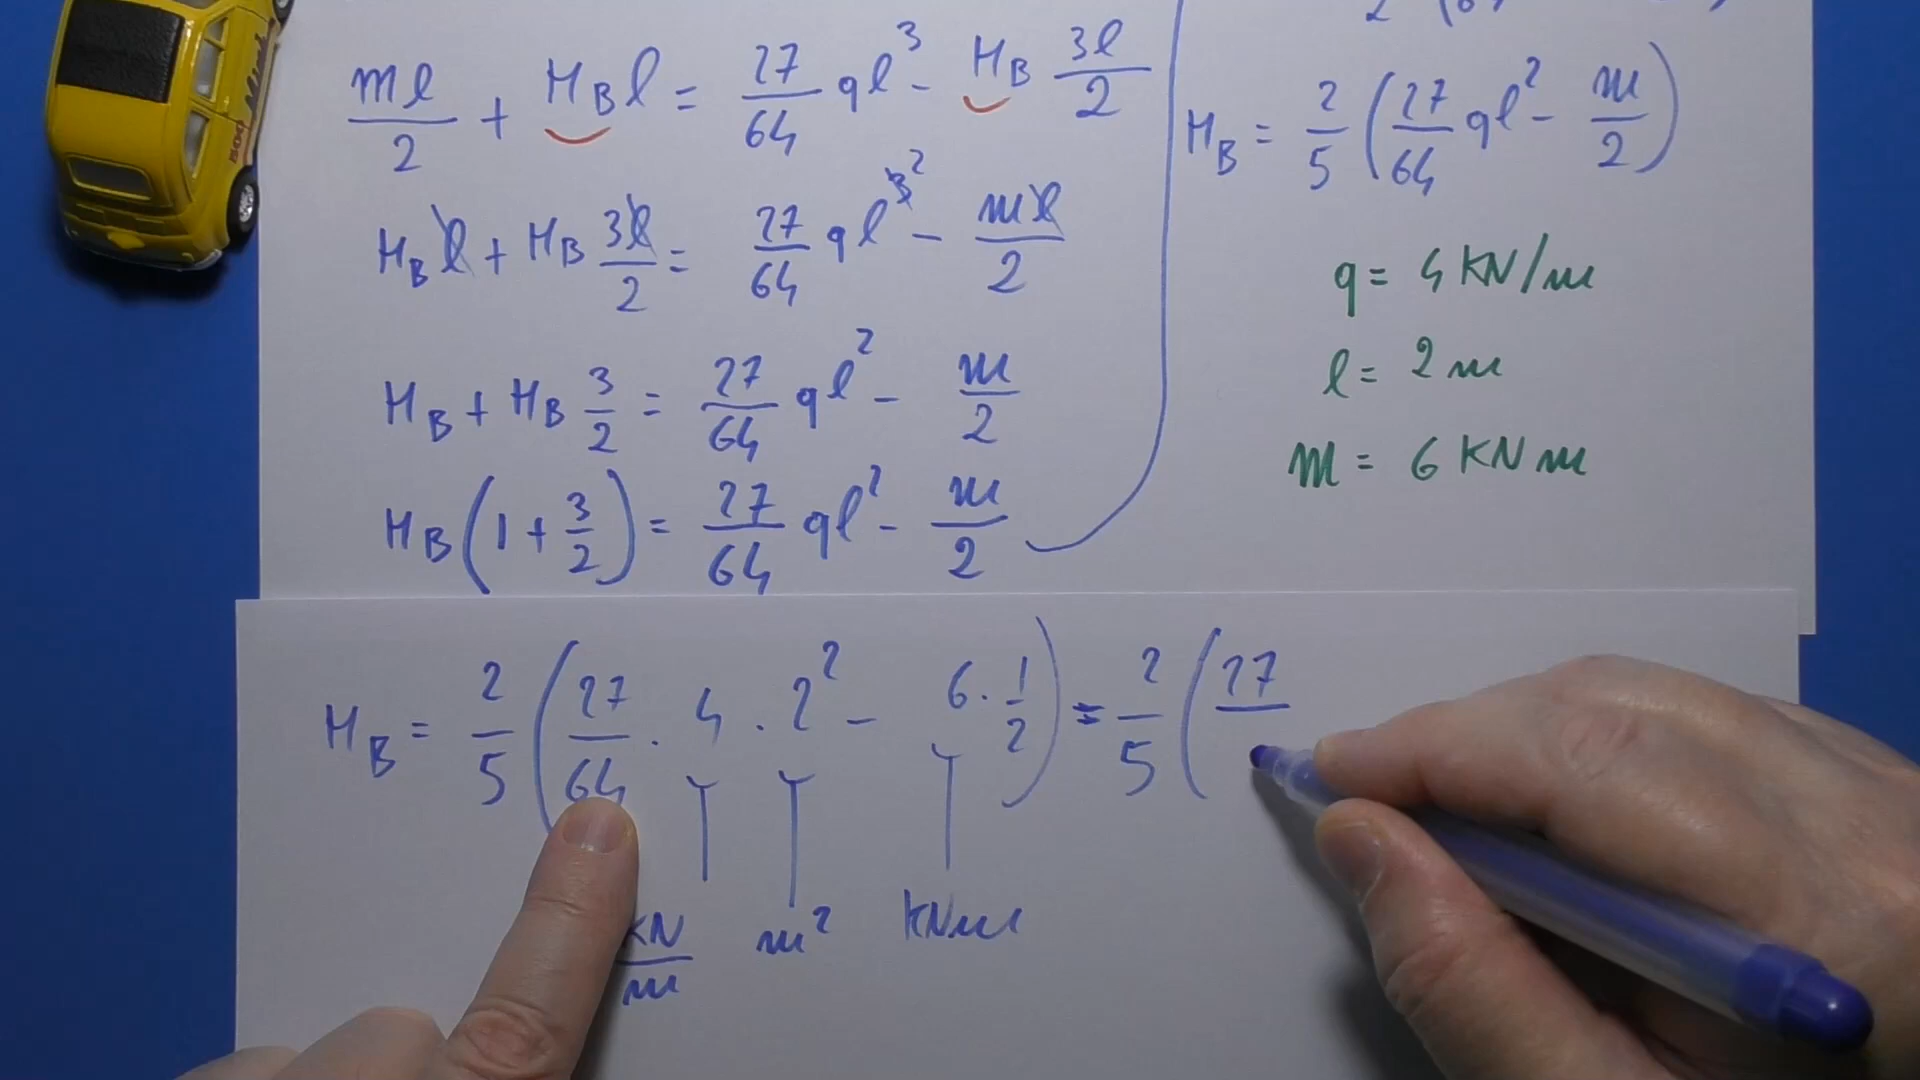 mℓ/2 + M_B ℓ = 27/64 qℓ³ - M_B 3ℓ/2
M_B ℓ + M_B 3ℓ/2 = 27/64 qℓ² - mℓ/2
M_B + M_B 3/2 = 27/64 qℓ² - m/2
M_B (1 + 3/2) = 27/64 qℓ² - m/2
M_B = 2/5 (27/64 qℓ² - m/2)
q = 4 KN/m
ℓ = 2 m
m = 6 KN m
M_B = 2/5 (27/64 . 4 . 2² - 6 . 1/2) = 2/5 (27
KN/m m² KNm